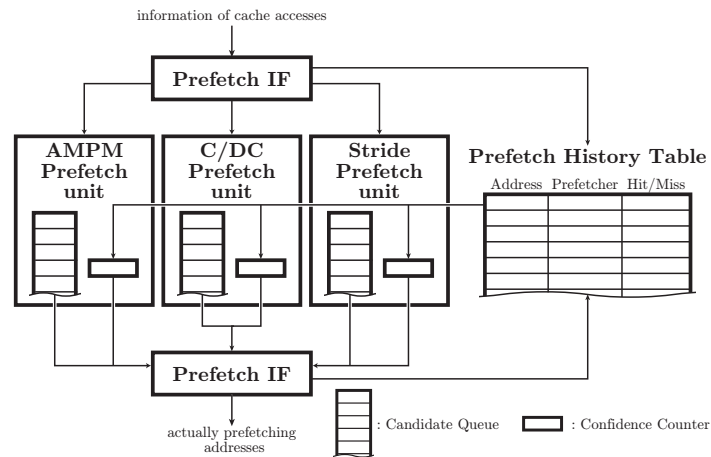 information of cache accesses
Prefetch IF
AMPM
Prefetch
unit
C/DC
Prefetch
unit
Stride
Prefetch
unit
Prefetch History Table
Address Prefetcher Hit/Miss
Prefetch IF
actually prefetching
addresses
: Candidate Queue
: Confidence Counter